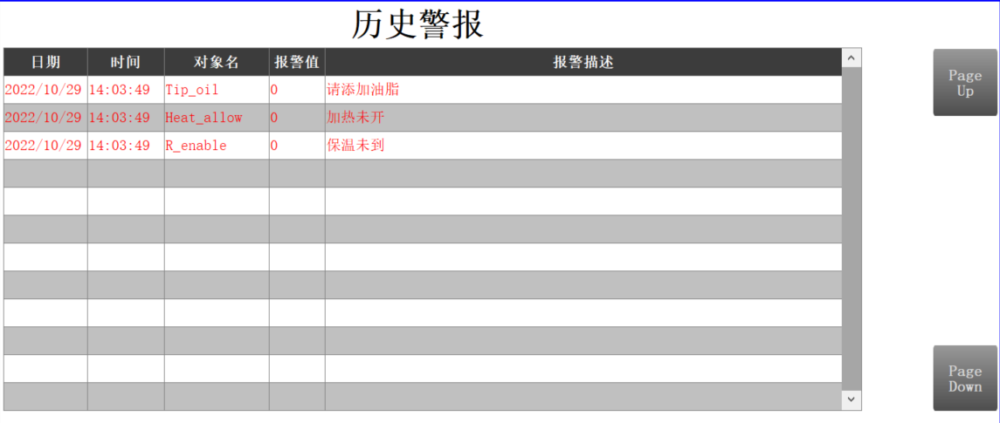 历史警报
日期 时间 对象名 报警值 报警描述
2022/10/29 14:03:49 Tip_oil 0 请添加油脂
2022/10/29 14:03:49 Heat_allow 0 加热未开
2022/10/29 14:03:49 R_enable 0 保温未到
Page
Up
Page
Down